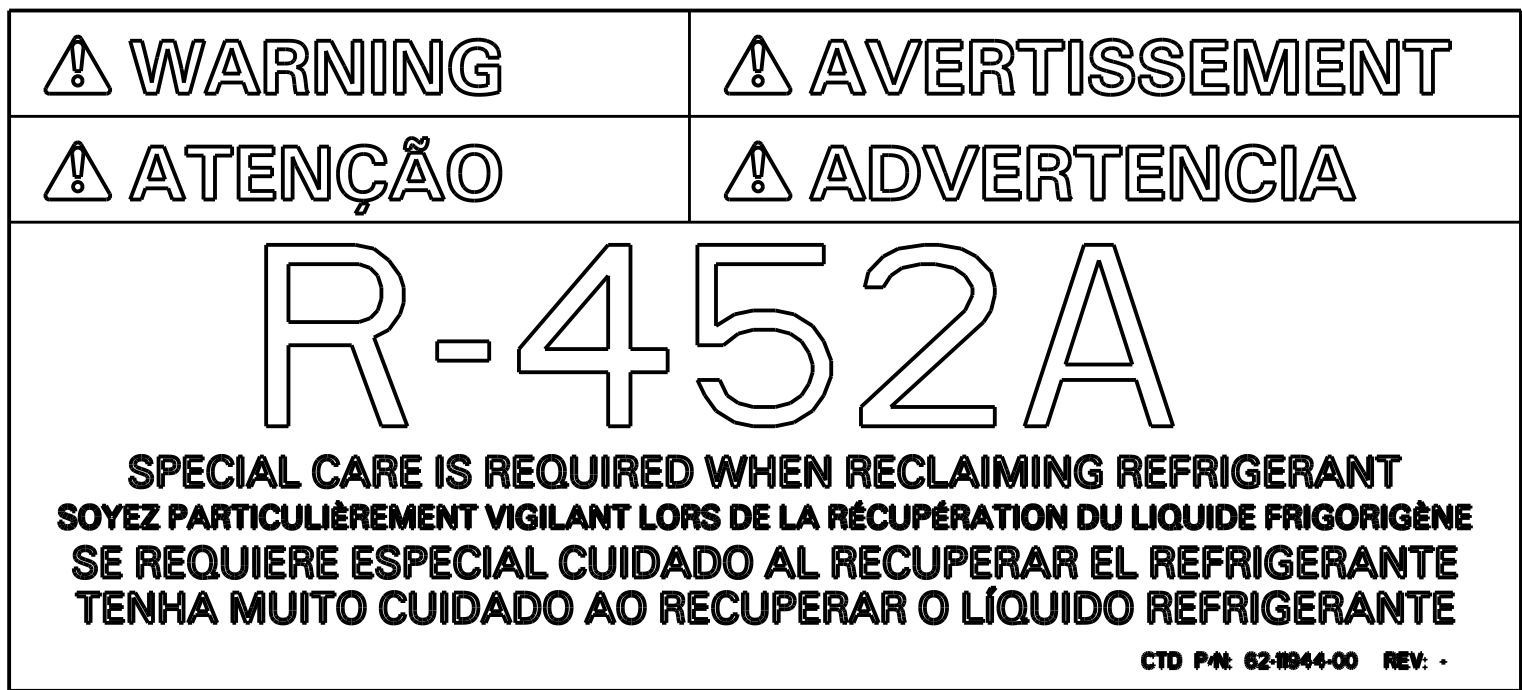 WARNING
AVERTISSEMENT
ATENÇÃO
ADVERTENCIA
R-452A
SPECIAL CARE IS REQUIRED WHEN RECLAIMING REFRIGERANT
SOYEZ PARTICULIÈREMENT VIGILANT LORS DE LA RÉCUPÉRATION DU LIQUIDE FRIGORIGÈNE
SE REQUIERE ESPECIAL CUIDADO AL RECUPERAR EL REFRIGERANTE
TENHA MUITO CUIDADO AO RECUPERAR O LÍQUIDO REFRIGERANTE
CTD P/N: 62-11944-00 REV: -